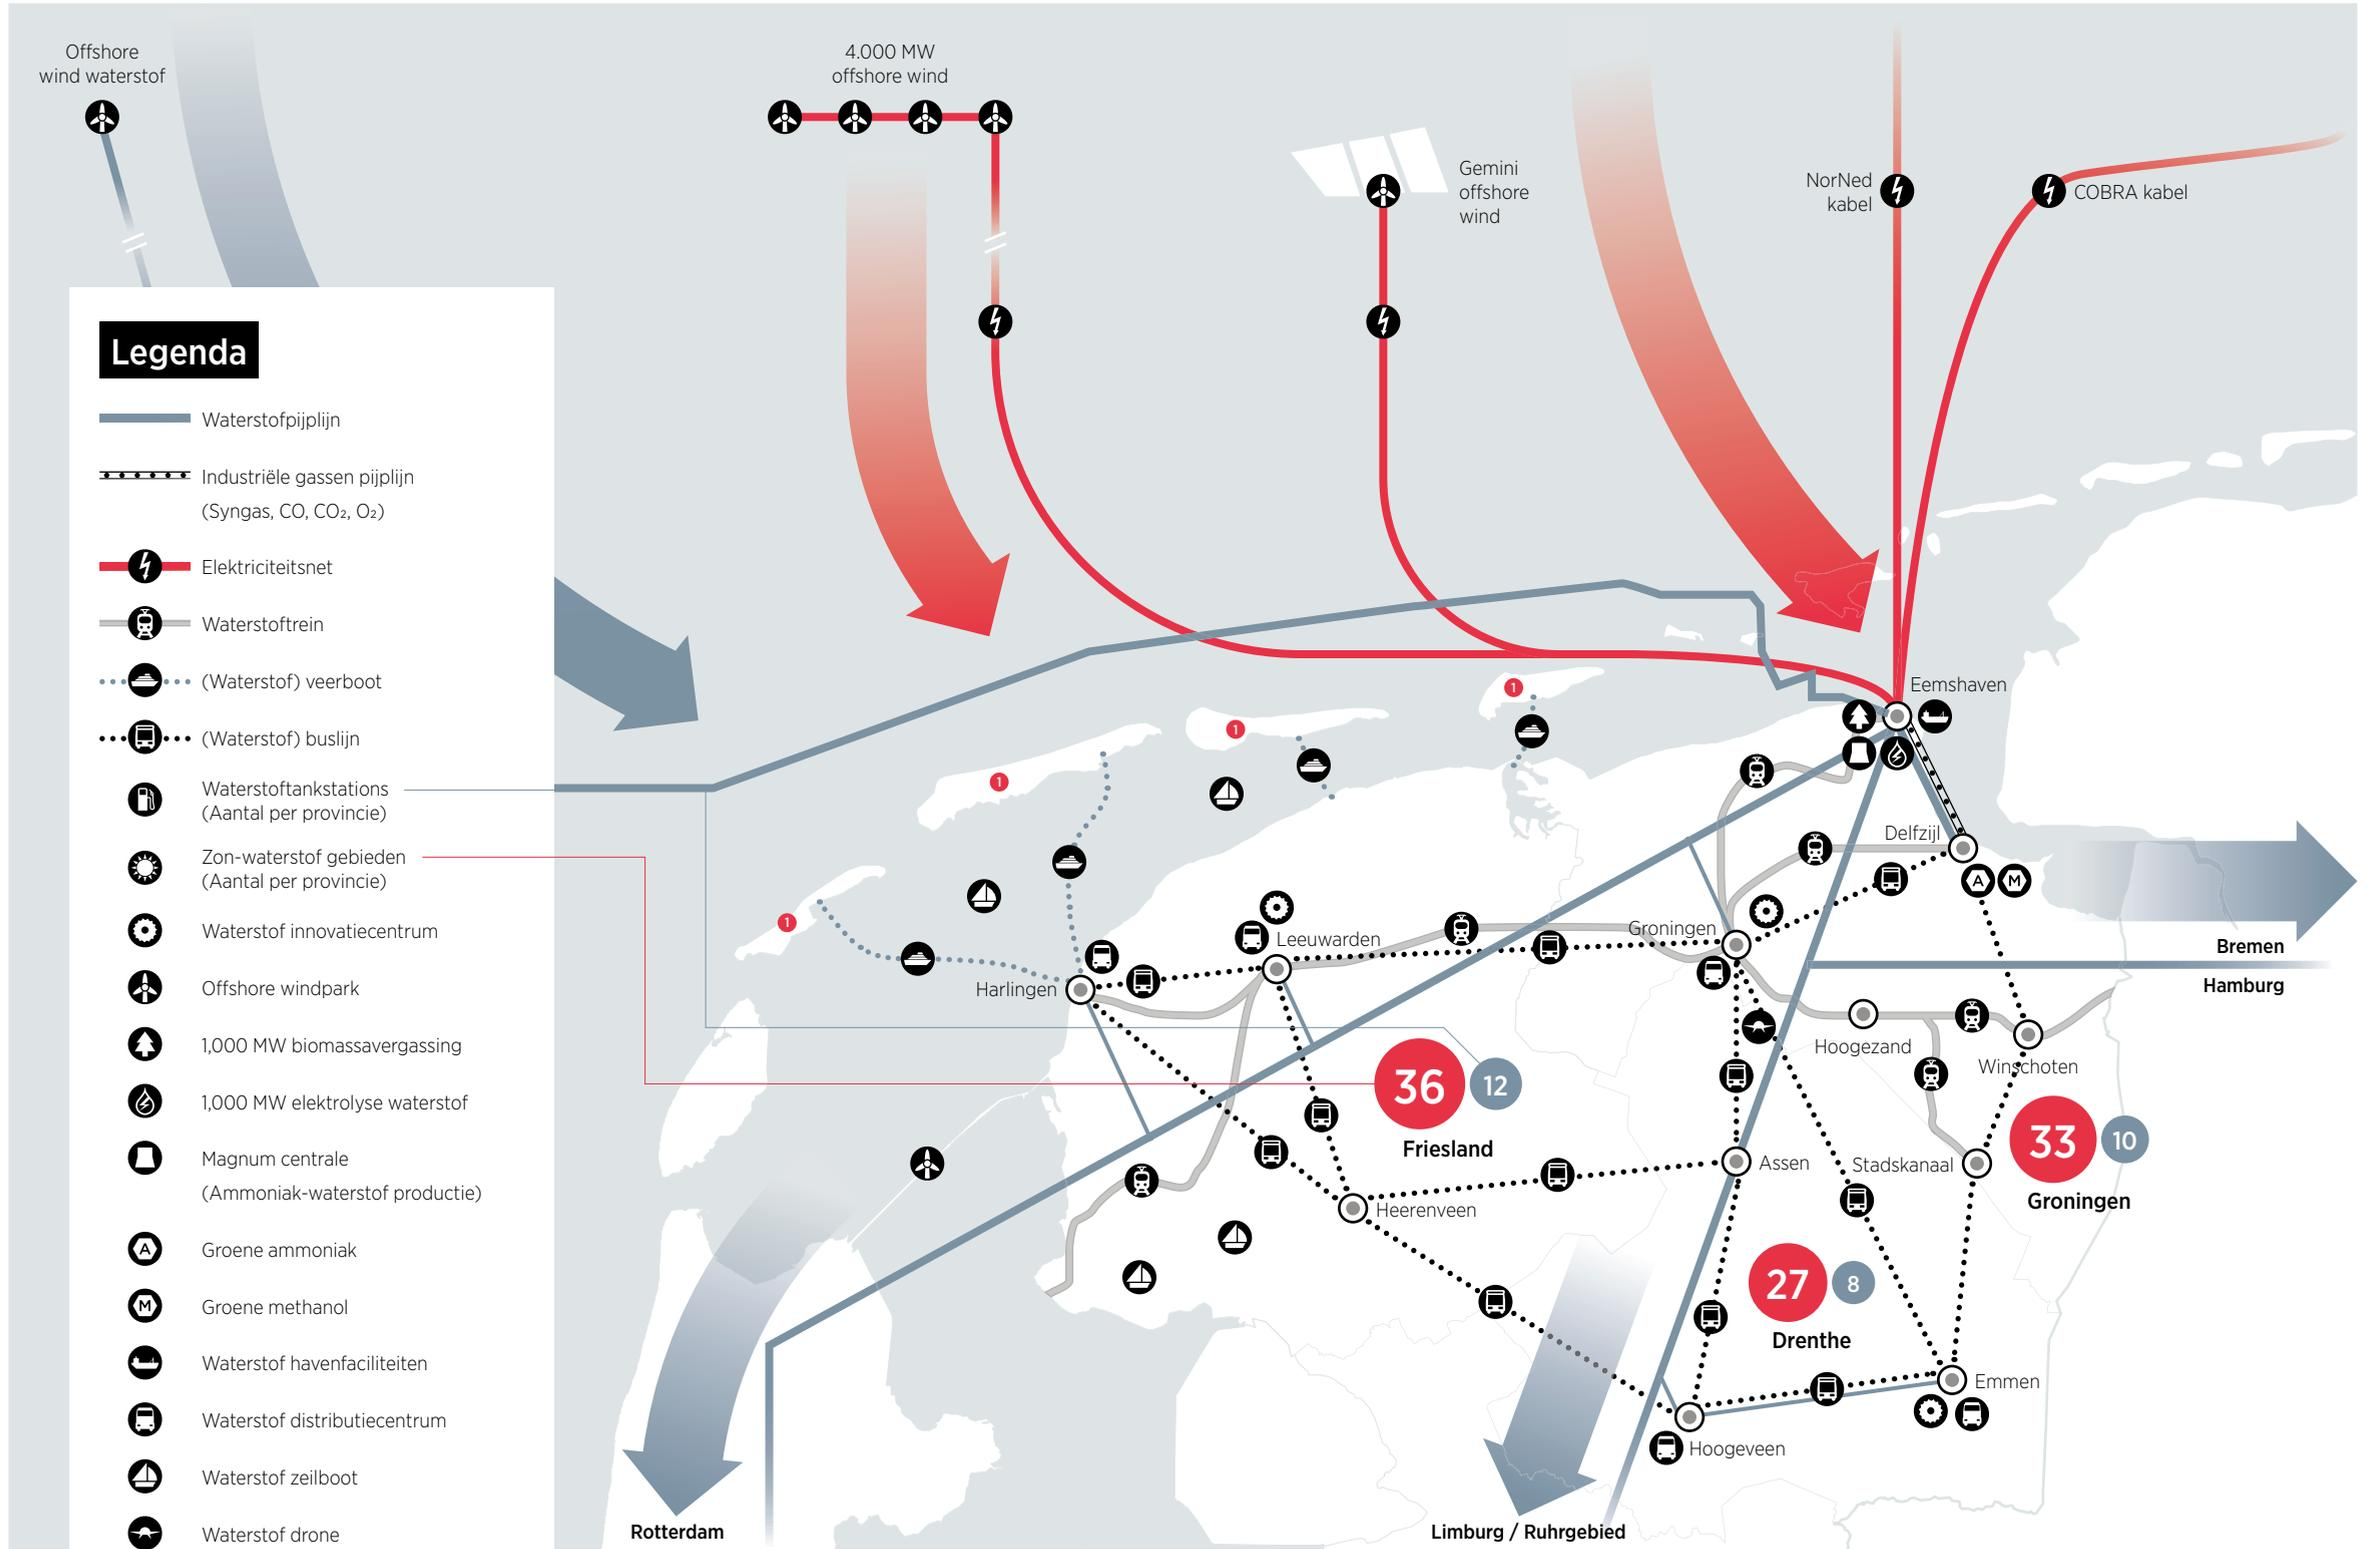 Offshore
wind waterstof
4.000 MW
offshore wind
Gemini
offshore
wind
NorNed
kabel
COBRA kabel
Legenda
Waterstofpijplijn
Industriële gassen pijplijn
(Syngas, CO, CO₂, O₂)
Elektriciteitsnet
Waterstoftrein
(Waterstof) veerboot
(Waterstof) buslijn
Waterstoftankstations
(Aantal per provincie)
Zon-waterstof gebieden
(Aantal per provincie)
Waterstof innovatiecentrum
Offshore windpark
1,000 MW biomassavergassing
1,000 MW elektrolyse waterstof
Magnum centrale
(Ammoniak-waterstof productie)
A
Groene ammoniak
M
Groene methanol
Waterstof havenfaciliteiten
Waterstof distributiecentrum
Waterstof zeilboot
Waterstof drone
Eemshaven
1
1
1
1
Delfzijl
A
M
Groningen
Leeuwarden
Harlingen
Bremen
Hamburg
Hoogezand
Winschoten
36
12
Friesland
33
10
Groningen
Assen
Stadskanaal
Heerenveen
27
8
Drenthe
Emmen
Hoogeveen
Rotterdam
Limburg / Ruhrgebied